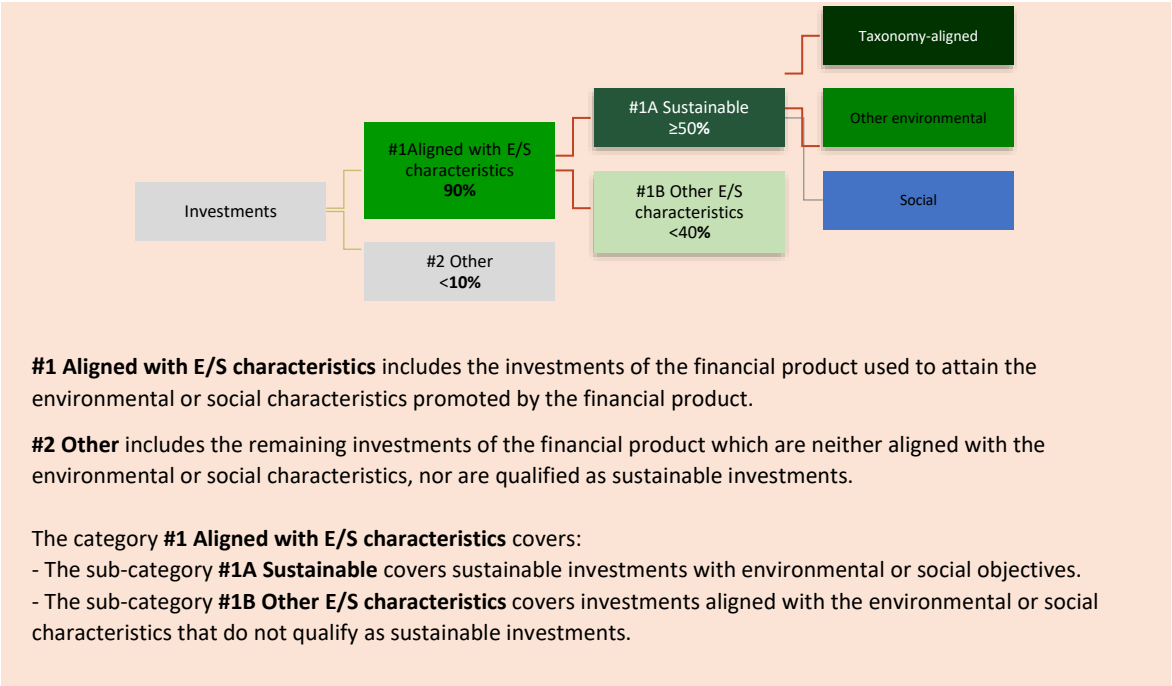 Taxonomy-aligned
#1A Sustainable
≥50%
Other environmental
#1Aligned with E/S
characteristics
90%
#1B Other E/S
characteristics
<40%
Social
Investments
#2 Other
<10%
#1 Aligned with E/S characteristics includes the investments of the financial product used to attain the
environmental or social characteristics promoted by the financial product.
#2 Other includes the remaining investments of the financial product which are neither aligned with the
environmental or social characteristics, nor are qualified as sustainable investments.
The category #1 Aligned with E/S characteristics covers:
- The sub-category #1A Sustainable covers sustainable investments with environmental or social objectives.
- The sub-category #1B Other E/S characteristics covers investments aligned with the environmental or social
characteristics that do not qualify as sustainable investments.